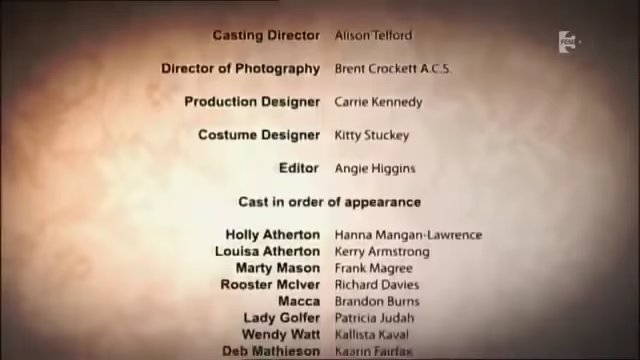 Casting Director Alison Telford
Director of Photography Brent Crockett A.C.S.
Production Designer Carrie Kennedy
Costume Designer Kitty Stuckey
Editor Angie Higgins
Cast in order of appearance
Holly Atherton Hanna Mangan-Lawrence
Louisa Atherton Kerry Armstrong
Marty Mason Frank Magree
Rooster McIver Richard Davies
Macca Brandon Burns
Lady Golfer Patricia Judah
Wendy Watt Kallista Kaval
Deb Mathieson Kaarin Fairfax